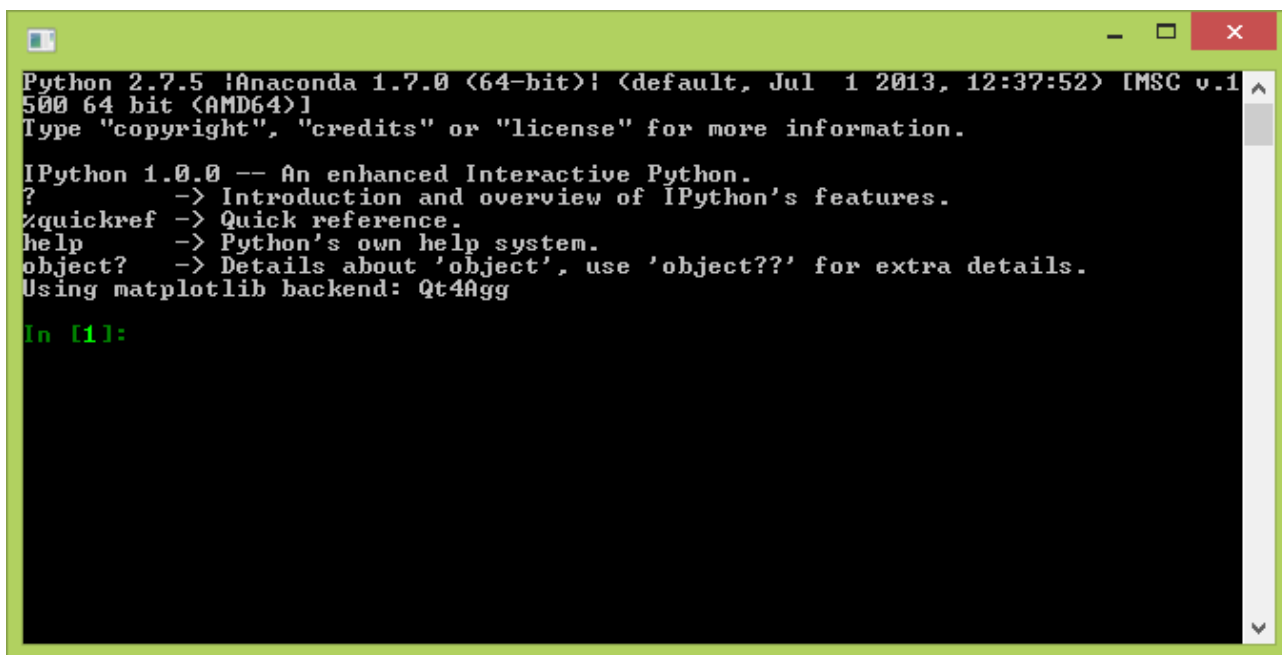 Python 2.7.5 |Anaconda 1.7.0 (64-bit)| (default, Jul  1 2013, 12:37:52) [MSC v.1
500 64 bit (AMD64)]
Type "copyright", "credits" or "license" for more information.
IPython 1.0.0 -- An enhanced Interactive Python.
?         -> Introduction and overview of IPython's features.
%quickref -> Quick reference.
help      -> Python's own help system.
object?   -> Details about 'object', use 'object??' for extra details.
Using matplotlib backend: Qt4Agg
In [1]: